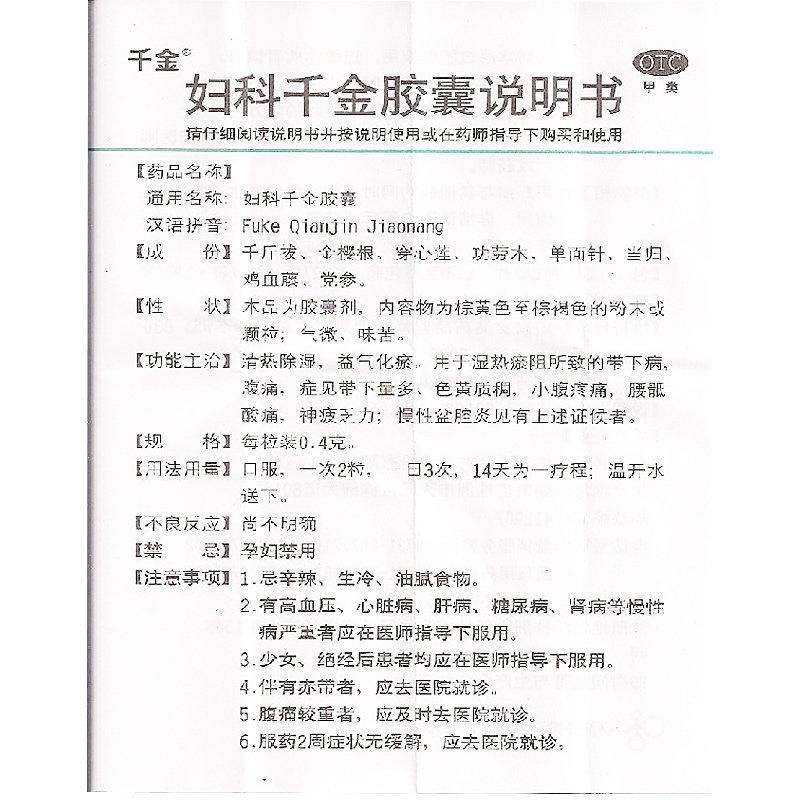 千金®
OTC
甲类
妇科千金胶囊说明书
请仔细阅读说明书并按说明使用或在药师指导下购买和使用
【药品名称】
通用名称：妇科千金胶囊
汉语拼音：Fuke Qianjin Jiaonang
【成　　份】千斤拔、金樱根、穿心莲、功劳木、单面针、当归、
鸡血藤、党参。
【性　　状】本品为胶囊剂，内容物为棕黄色至棕褐色的粉末或
颗粒；气微、味苦。
【功能主治】清热除湿，益气化瘀。用于湿热瘀阻所致的带下病，
腹痛，症见带下量多、色黄质稠，小腹疼痛，腰骶
酸痛，神疲乏力；慢性盆腔炎见有上述证候者。
【规　　格】每粒装0.4克。
【用法用量】口服，一次2粒，日3次，14天为一疗程；温开水
送下。
【不良反应】尚不明确
【禁　　忌】孕妇禁用
【注意事项】1.忌辛辣、生冷、油腻食物。
2.有高血压、心脏病、肝病、糖尿病、肾病等慢性
病严重者应在医师指导下服用。
3.少女、绝经后患者均应在医师指导下服用。
4.伴有赤带者，应去医院就诊。
5.腹痛较重者，应及时去医院就诊。
6.服药2周症状无缓解，应去医院就诊。